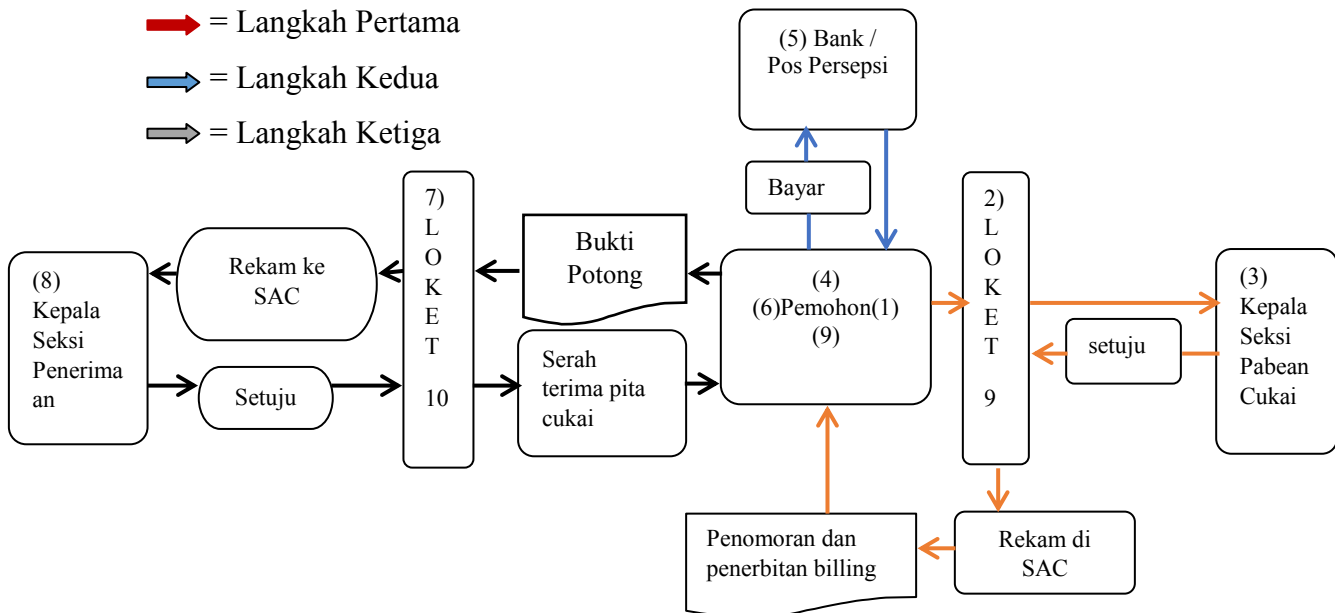 = Langkah Pertama
= Langkah Kedua
= Langkah Ketiga
(5) Bank /
Pos Persepsi
Bayar
7)
L
O
K
E
T
10
2)
L
O
K
E
T
9
Bukti
Potong
Rekam ke
SAC
(8)
Kepala
Seksi
Penerima
an
Setuju
Serah
terima pita
cukai
(4)
(6)Pemohon(1)
(9)
(3)
Kepala
Seksi
Pabean
Cukai
setuju
Penomoran dan
penerbitan billing
Rekam di
SAC